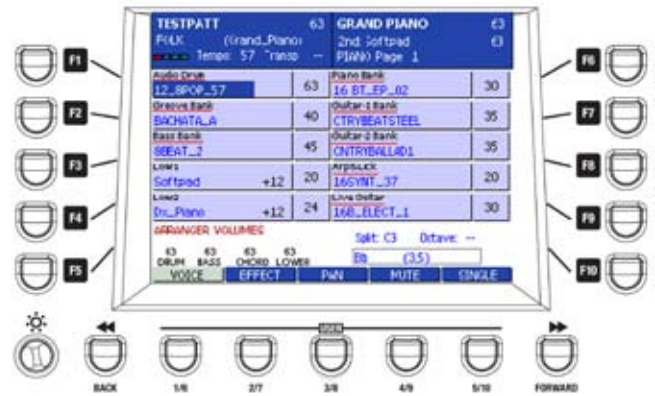 TESTPATT 63
FOLK (Grand_Piano)
Tempo: 57 Transp --
GRAND PIANO 63
2nd: Softpad 63
PIANO Page 1
Audio Drum
12_8POP_57 63
Groove Bank
BACHATA_A 40
Bass Bank
8BEAT_2 45
Low1
Softpad +12 20
Low2
Dx_Piano +12 24
Piano Bank
16 BT_EP_02 30
Guitar-1 Bank
CTRYBEATSTEEL 35
Guitar-2 Bank
CNTRYBALLAD1 35
Arp&Lick
16SYNT_37 20
Live Guitar
16B_ELECT_1 30
ARRANGER VOLUMES
63 63 63 63
DRUM BASS CHORD LOWER
Split: C3 Octave: --
(3,5)
VOICE EFFECT PAN MUTE SINGLE
F1
F2
F3
F4
F5
F6
F7
F8
F9
F10
USER
BACK 1/6 2/7 3/8 4/9 5/10 FORWARD